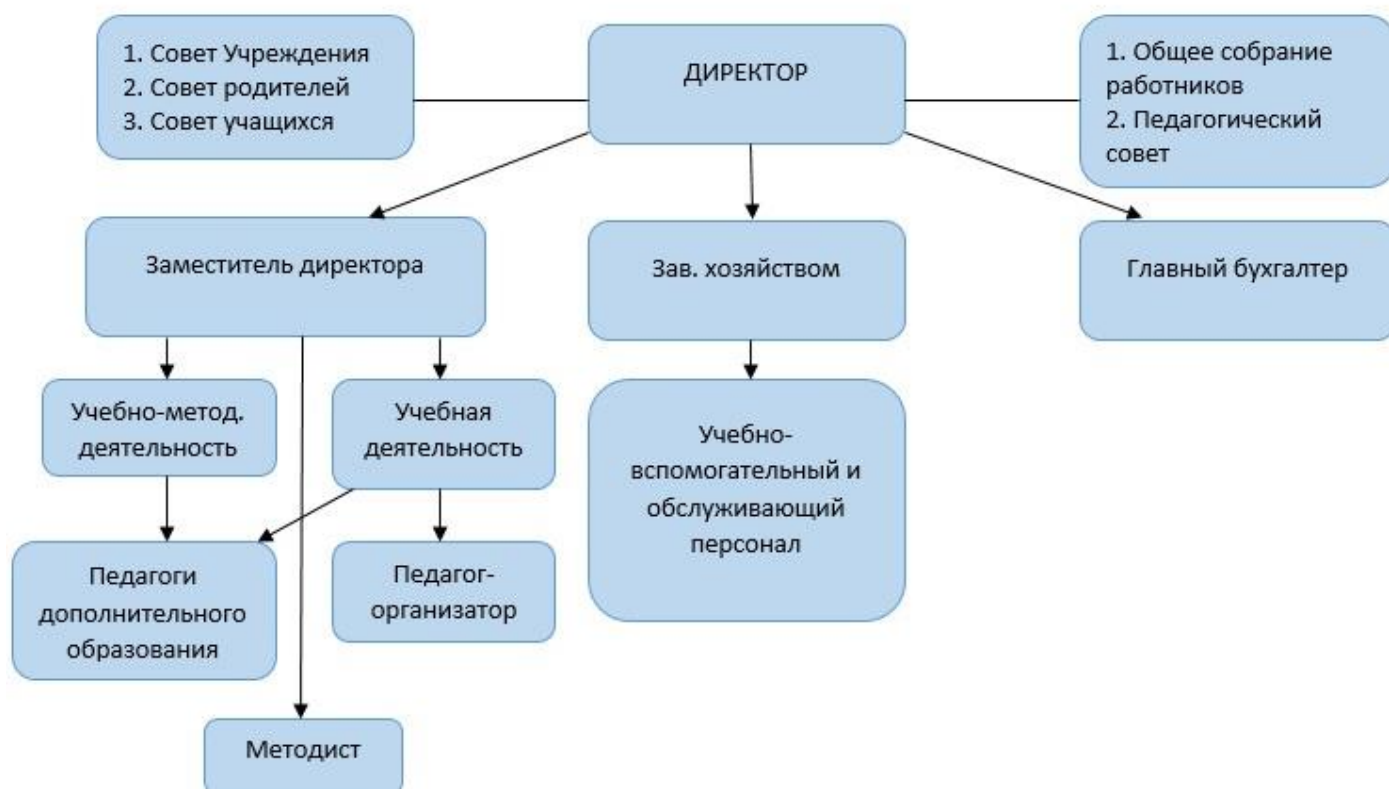 1. Совет Учреждения
2. Совет родителей
3. Совет учащихся
ДИРЕКТОР
1. Общее собрание
работников
2. Педагогический
совет
Заместитель директора
Зав. хозяйством
Главный бухгалтер
Учебно-метод.
деятельность
Учебная
деятельность
Учебно-
вспомогательный и
обслуживающий
персонал
Педагоги
дополнительного
образования
Педагог-
организатор
Методист